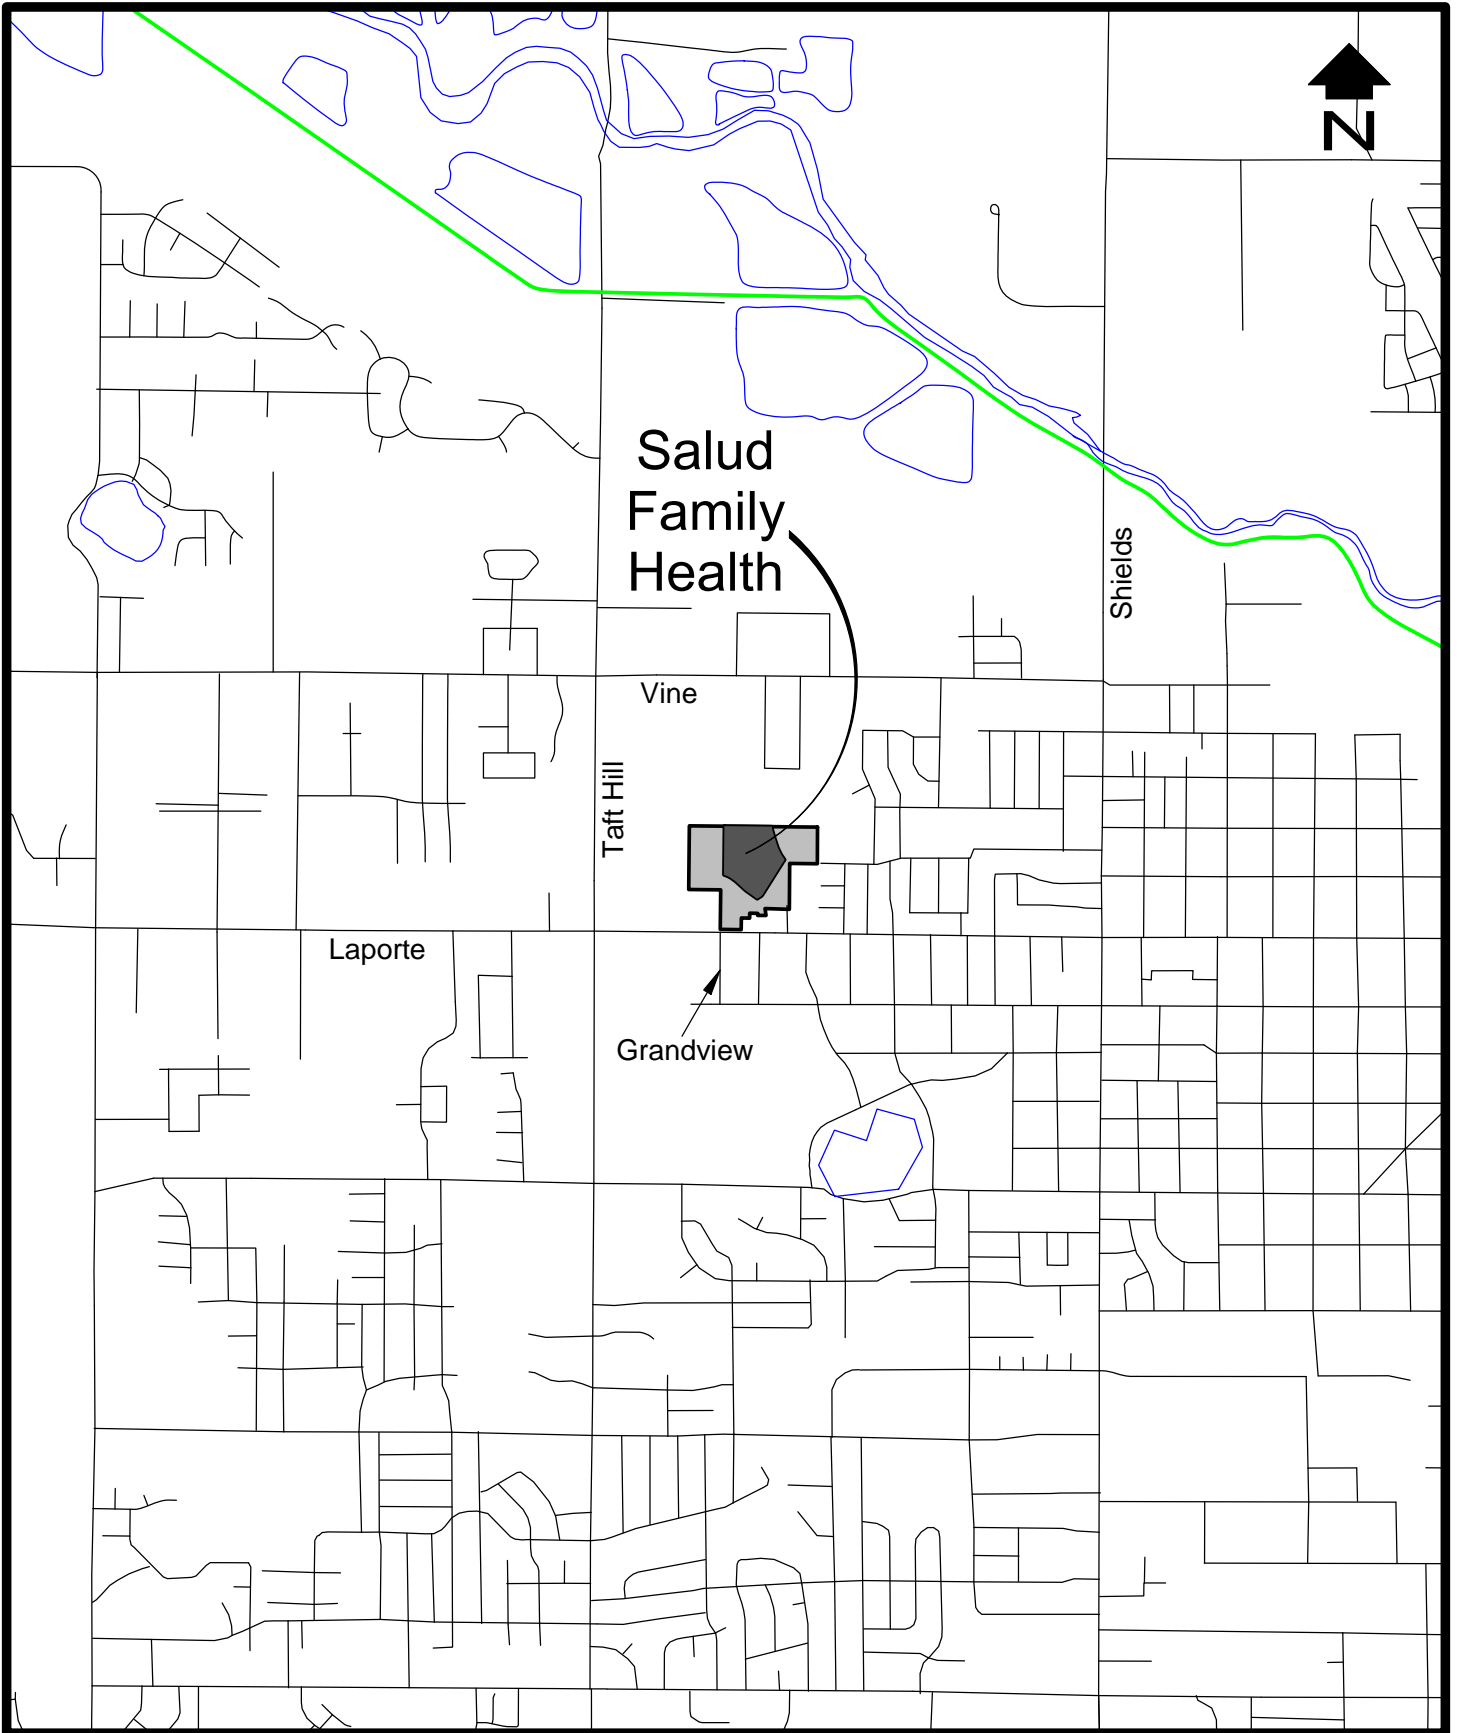 N
Salud
Family
Health
Shields
Vine
Taft Hill
Laporte
Grandview